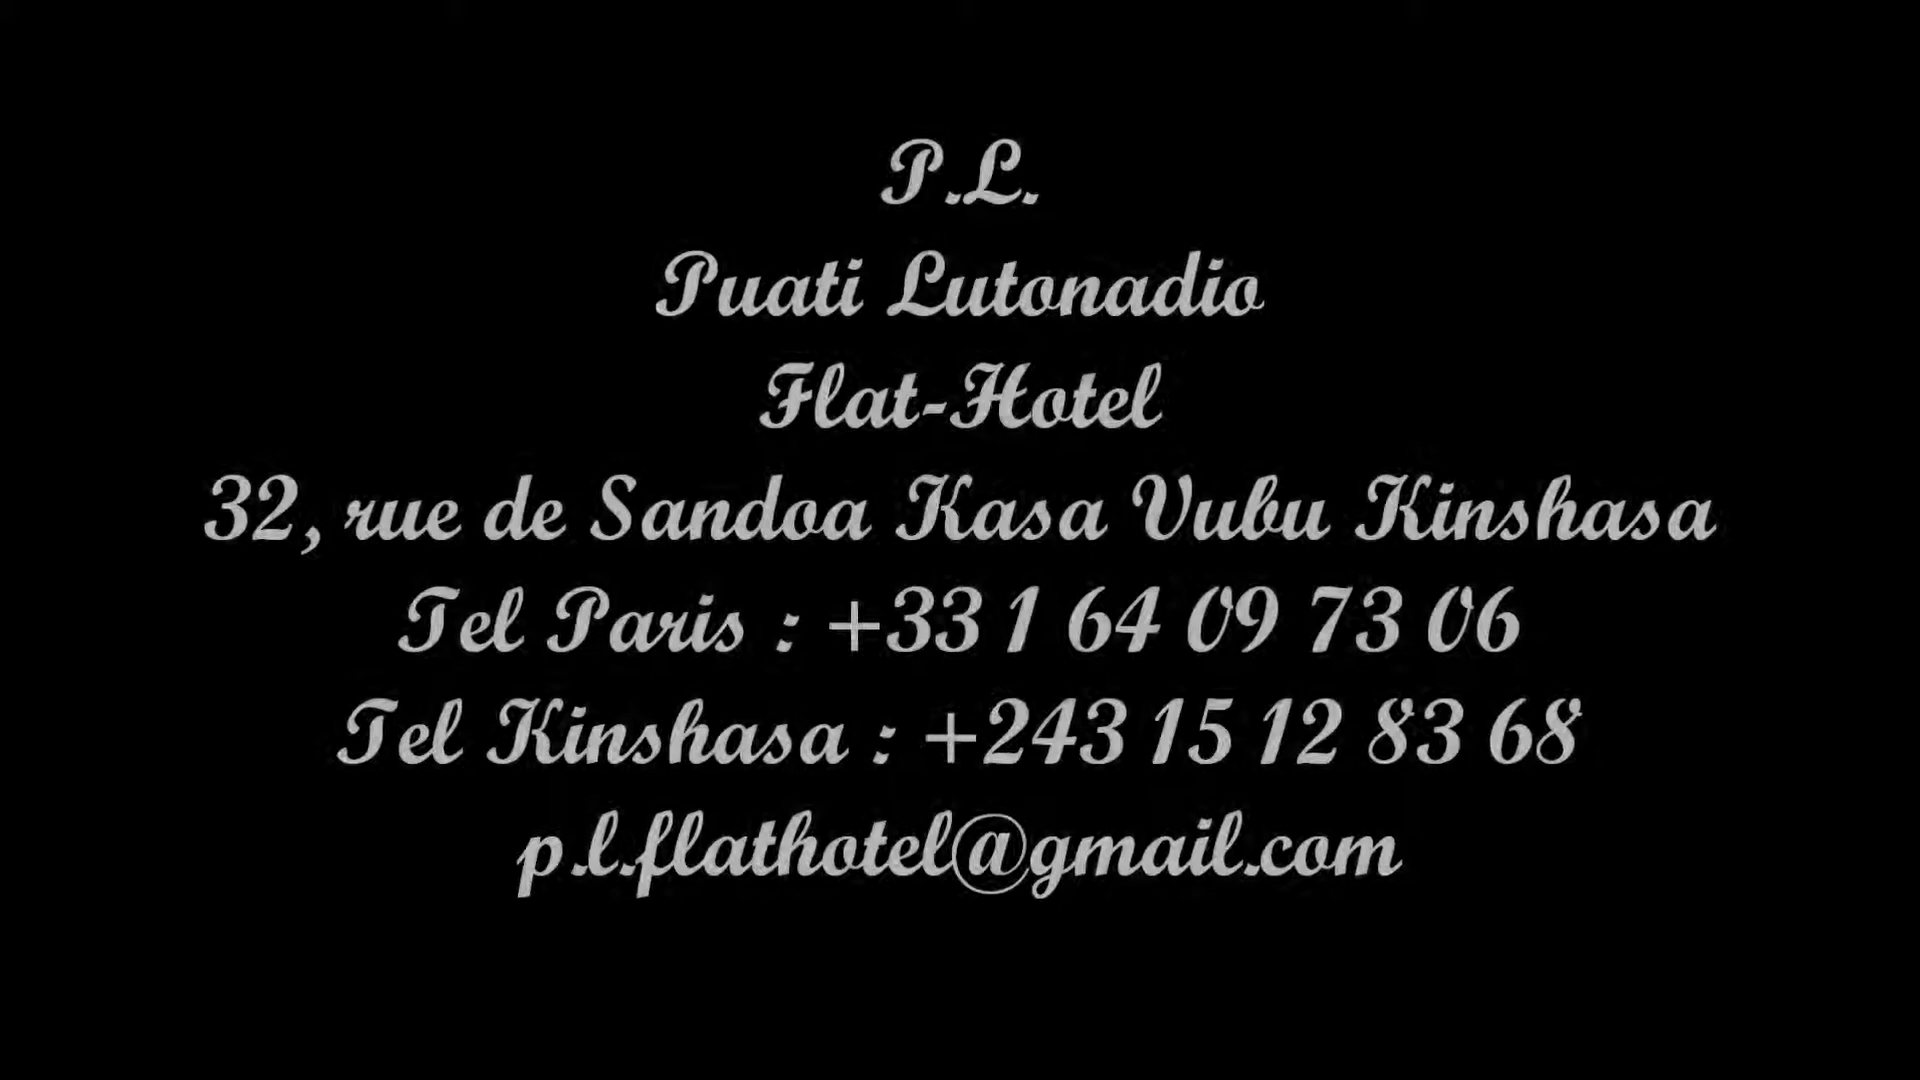 P.L.
Puati Lutonadio
Flat-Hotel
32, rue de Sandoa Kasa Vubu Kinshasa
Tel Paris : +33 1 64 09 73 06
Tel Kinshasa : +243 15 12 83 68
p.l.flathotel@gmail.com